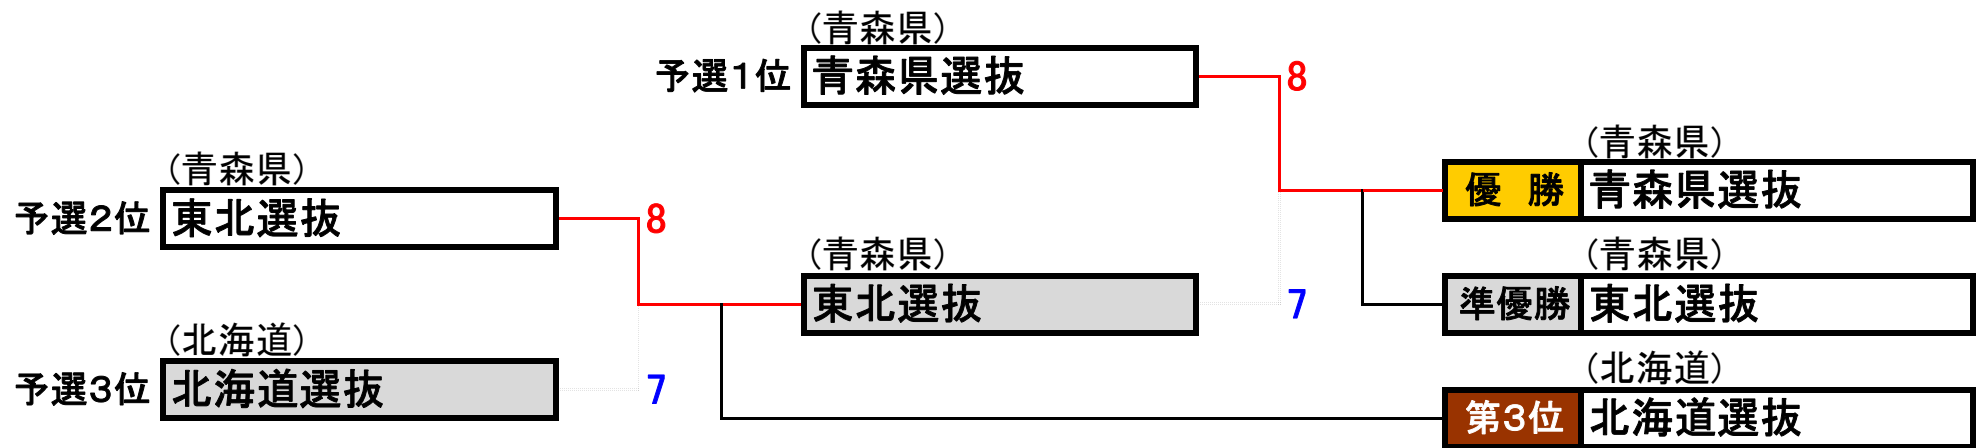 (青森県)
予選1位 青森県選抜 8
(青森県)
優　勝 青森県選抜
(青森県)
予選2位 東北選抜 8
(青森県)
東北選抜 7
(青森県)
準優勝 東北選抜
(北海道)
予選3位 北海道選抜 7
(北海道)
第3位 北海道選抜